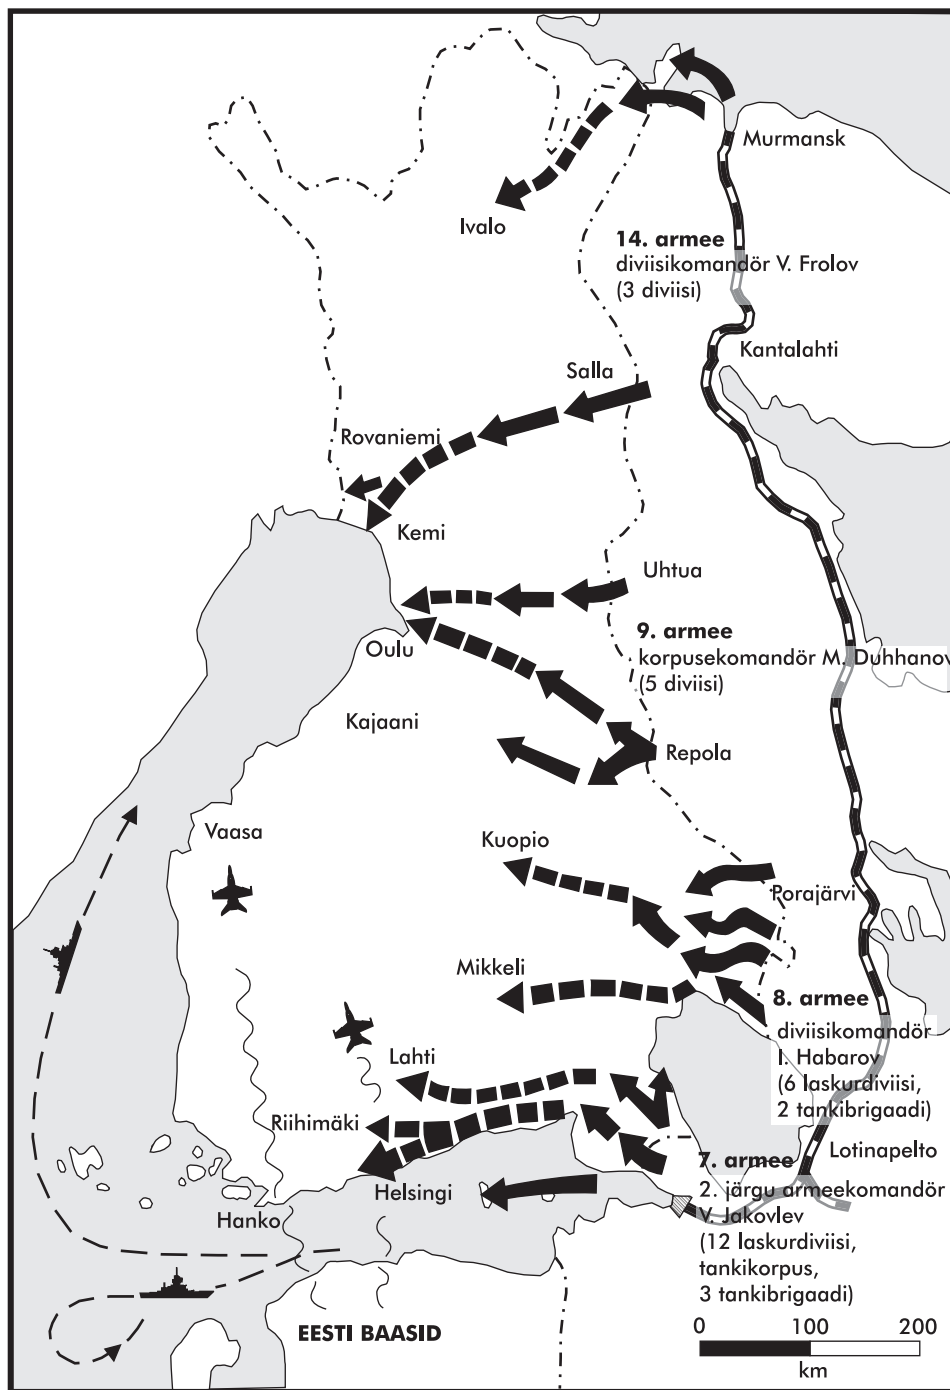 Murmansk
Ivalo
14. armee
diviisikomandör V. Frolov
(3 diviisi)
Kantalahti
Salla
Rovaniemi
Kemi
Uhtua
9. armee
korpusekomandör M. Duhhanov
(5 diviisi)
Oulu
Kajaani
Repola
Vaasa
Kuopio
Porajärvi
Mikkeli
8. armee
diviisikomandör
I. Habarov
(6 laskurdiviisi,
2 tankibrigaadi)
Lahti
Riihimäki
Lotinapelto
7. armee
2. järgu armeekomandör
V. Jakovlev
(12 laskurdiviisi,
tankikorpus,
3 tankibrigaadi)
Helsingi
Hanko
EESTI BAASID
0 100 200
km